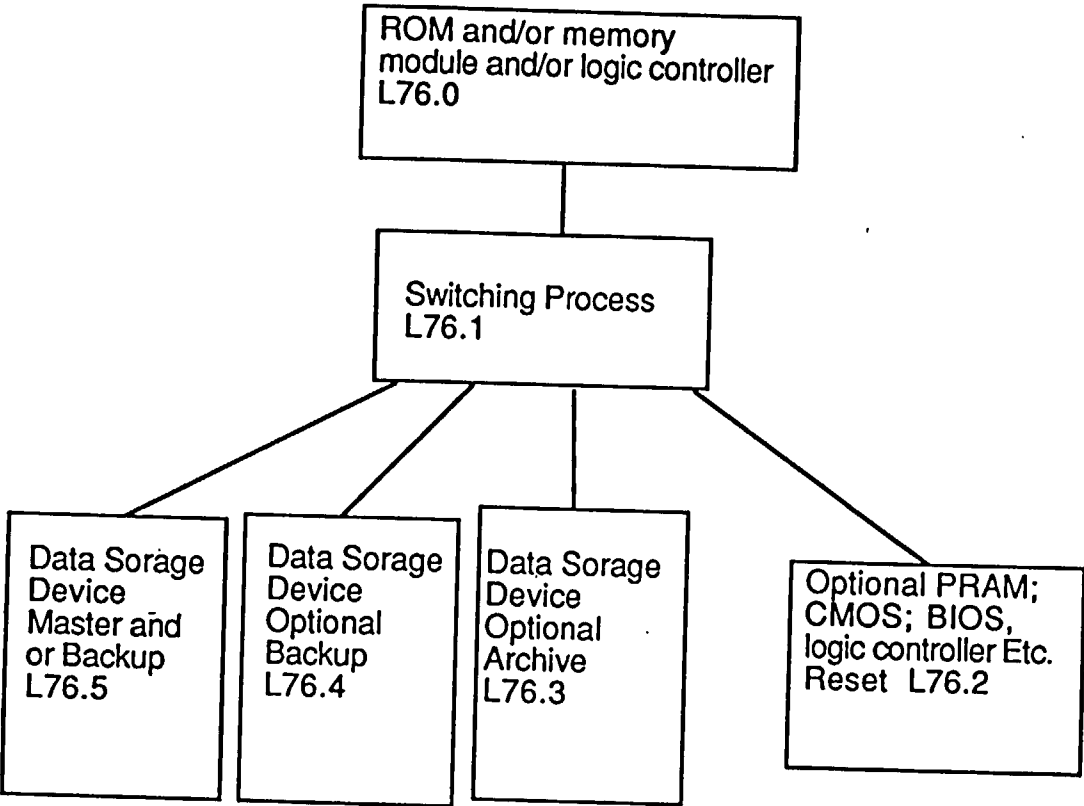 ROM and/or memory
module and/or logic controller
L76.0
Switching Process
L76.1
Data Sorage
Device
Master and
or Backup
L76.5
Data Sorage
Device
Optional
Backup
L76.4
Data Sorage
Device
Optional
Archive
L76.3
Optional PRAM;
CMOS; BIOS,
logic controller Etc.
Reset L76.2